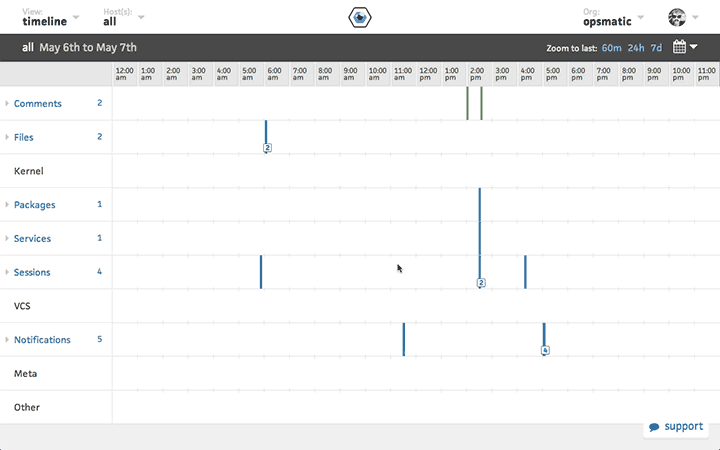 View: Host(s): Org:
timeline all opsmatic
all May 6th to May 7th Zoom to last: 60m 24h 7d
12:00 1:00 2:00 3:00 4:00 5:00 6:00 7:00 8:00 9:00 10:00 11:00 12:00 1:00 2:00 3:00 4:00 5:00 6:00 7:00 8:00 9:00 10:00 11:00
am am am am am am am am am am am am pm pm pm pm pm pm pm pm pm pm pm pm
Comments 2
Files 2
2
Kernel
Packages 1
Services 1
Sessions 4
2
VCS
Notifications 5
4
Meta
Other
support